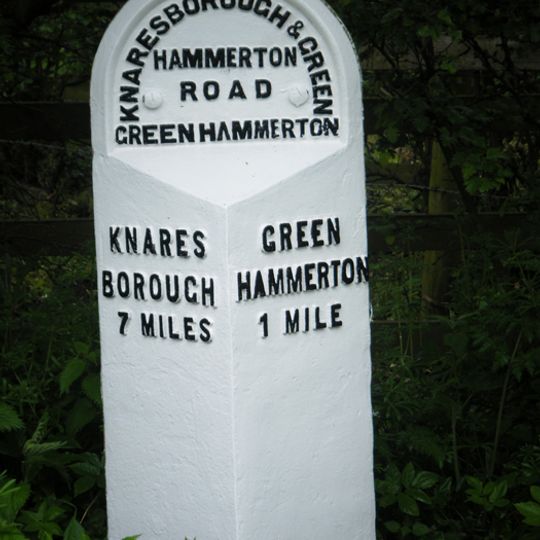 KNARESBOROUGH & GREEN
HAMMERTON
ROAD
GREEN HAMMERTON
KNARES
BOROUGH
7 MILES
GREEN
HAMMERTON
1 MILE